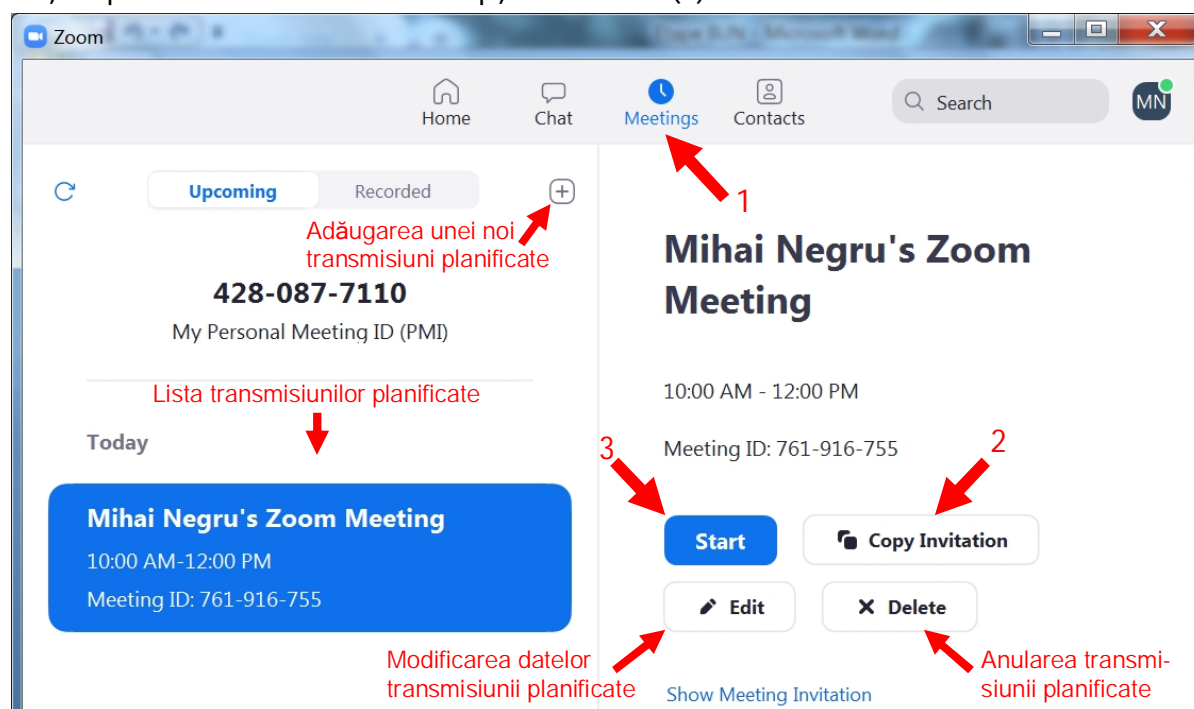 Zoom
Home
Chat
Meetings
Contacts
Search
MN
1
Upcoming
Recorded
Adăugarea unei noi
transmisiuni planificate
428-087-7110
My Personal Meeting ID (PMI)
Lista transmisiunilor planificate
Today
Mihai Negru's Zoom Meeting
10:00 AM-12:00 PM
Meeting ID: 761-916-755
Mihai Negru's Zoom
Meeting
10:00 AM - 12:00 PM
Meeting ID: 761-916-755
3
2
Start
Copy Invitation
Edit
Delete
Modificarea datelor
transmisiunii planificate
Anularea transmi-
siunii planificate
Show Meeting Invitation